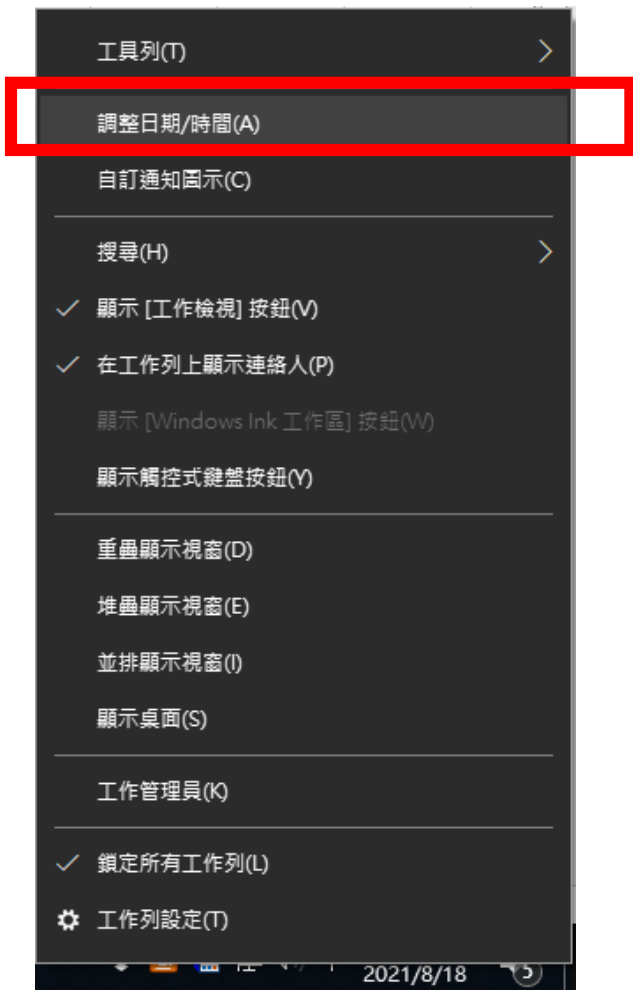 工具列(T)
調整日期/時間(A)
自訂通知圖示(C)
搜尋(H)
顯示 [工作檢視] 按鈕(V)
在工作列上顯示連絡人(P)
顯示 [Windows Ink 工作區] 按鈕(W)
顯示觸控式鍵盤按鈕(Y)
重疊顯示視窗(D)
堆疊顯示視窗(E)
並排顯示視窗(I)
顯示桌面(S)
工作管理員(K)
鎖定所有工作列(L)
工作列設定(T)
2021/8/18
5